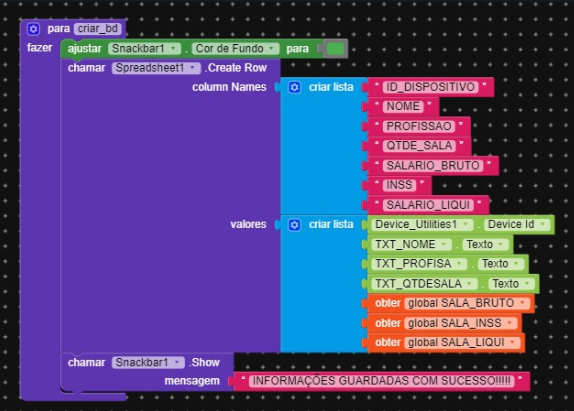 para criar_bd
fazer ajustar Snackbar1 . Cor de Fundo para
chamar Spreadsheet1 .Create Row
column Names criar lista " ID_DISPOSITIVO "
" NOME "
" PROFISSAO "
" QTDE_SALA "
" SALARIO_BRUTO "
" INSS "
" SALARIO_LIQUI "
valores criar lista Device_Utilities1 . Device Id
TXT_NOME . Texto
TXT_PROFISA . Texto
TXT_QTDESALA . Texto
obter global SALA_BRUTO
obter global SALA_INSS
obter global SALA_LIQUI
chamar Snackbar1 .Show
mensagem " INFORMAÇÕES GUARDADAS COM SUCESSO!!!!! "